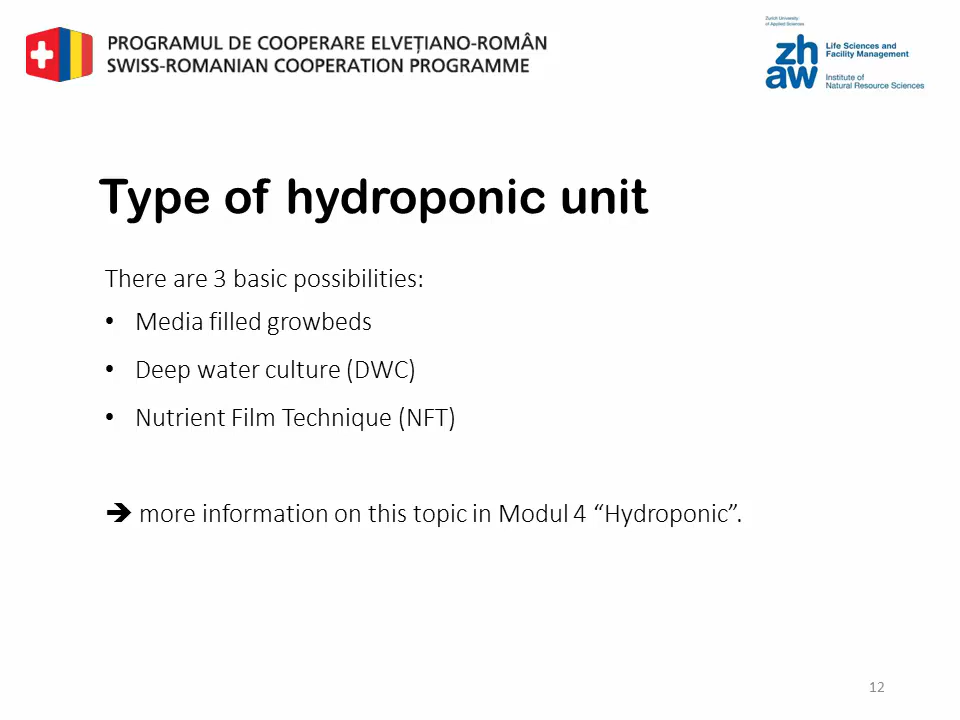 PROGRAMUL DE COOPERARE ELVEȚIANO-ROMÂN
SWISS-ROMANIAN COOPERATION PROGRAMME
Zurich University
of Applied Sciences
zh
aw
Life Sciences and
Facility Management
Institute of
Natural Resource Sciences
Type of hydroponic unit
There are 3 basic possibilities:
• Media filled growbeds
• Deep water culture (DWC)
• Nutrient Film Technique (NFT)
➔ more information on this topic in Modul 4 “Hydroponic”.
12